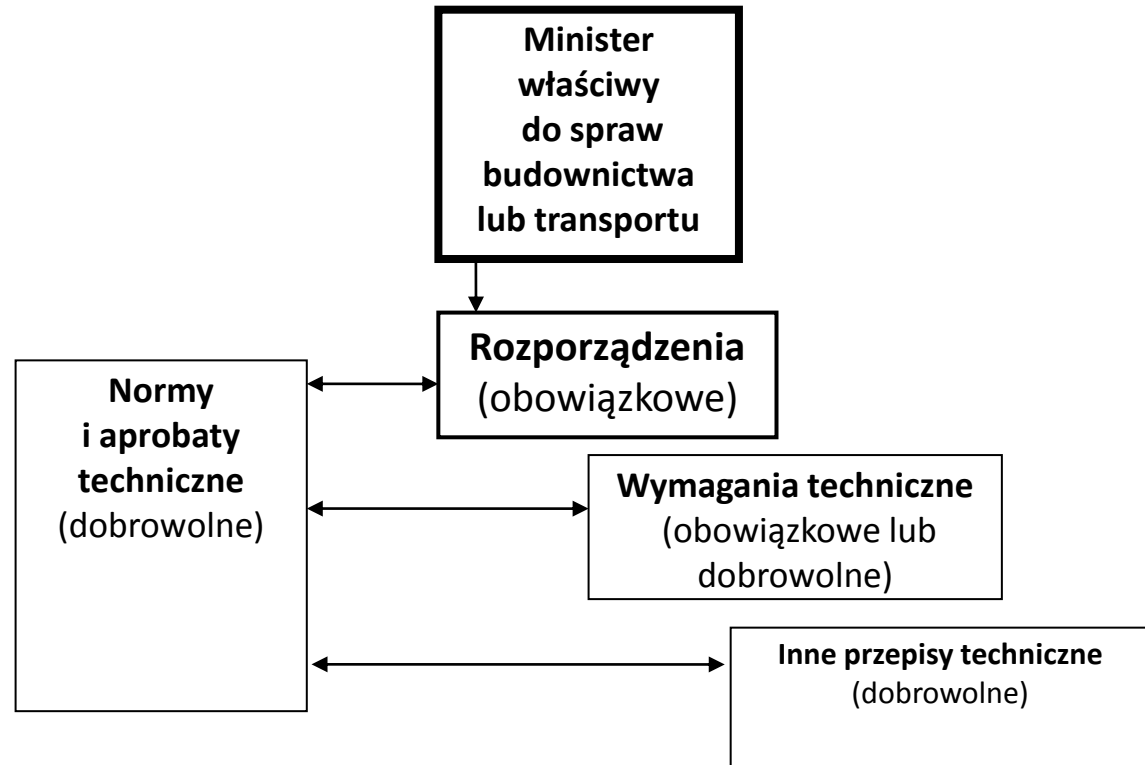 Minister
właściwy
do spraw
budownictwa
lub transportu
Rozporządzenia
(obowiązkowe)
Normy
i aprobaty
techniczne
(dobrowolne)
Wymagania techniczne
(obowiązkowe lub
dobrowolne)
Inne przepisy techniczne
(dobrowolne)